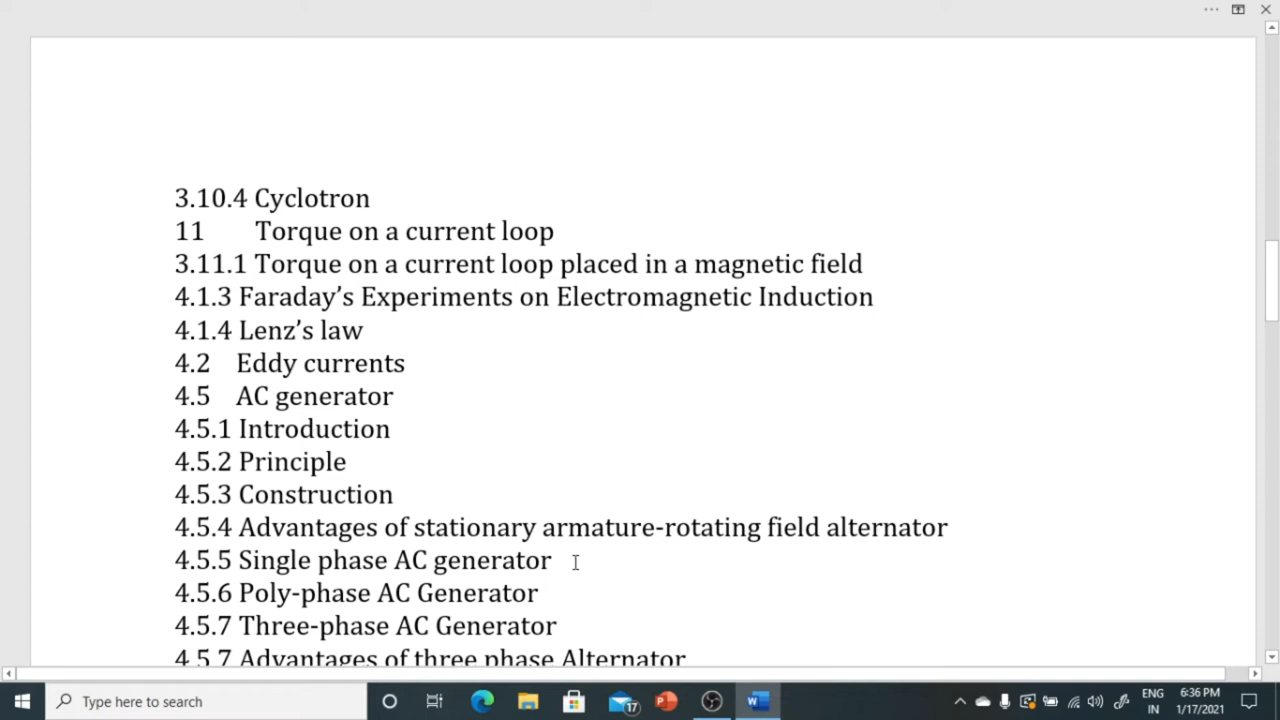 3.10.4 Cyclotron
11 Torque on a current loop
3.11.1 Torque on a current loop placed in a magnetic field
4.1.3 Faraday’s Experiments on Electromagnetic Induction
4.1.4 Lenz’s law
4.2 Eddy currents
4.5 AC generator
4.5.1 Introduction
4.5.2 Principle
4.5.3 Construction
4.5.4 Advantages of stationary armature-rotating field alternator
4.5.5 Single phase AC generator
4.5.6 Poly-phase AC Generator
4.5.7 Three-phase AC Generator
4.5.7 Advantages of three phase Alternator
Type here to search
17
ENG
IN
6:36 PM
1/17/2021